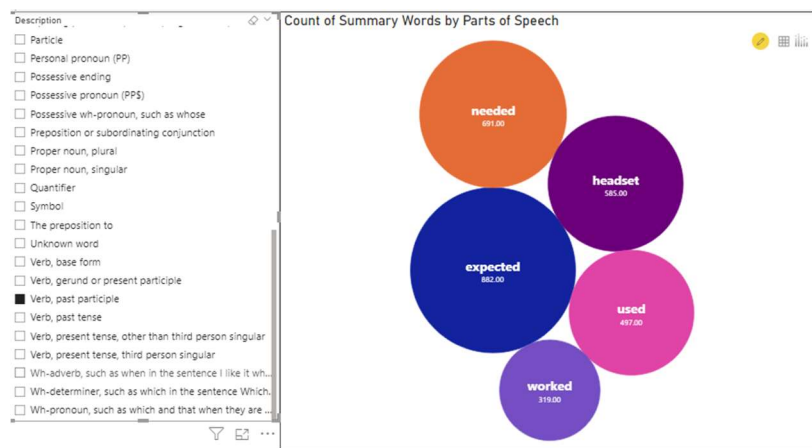 Description
Count of Summary Words by Parts of Speech
Particle
Personal pronoun (PP)
Possessive ending
Possessive pronoun (PP$)
Possessive wh-pronoun, such as whose
Preposition or subordinating conjunction
Proper noun, plural
Proper noun, singular
Quantifier
Symbol
The preposition to
Unknown word
Verb, base form
Verb, gerund or present participle
Verb, past participle
Verb, past tense
Verb, present tense, other than third person singular
Verb, present tense, third person singular
Wh-adverb, such as when in the sentence I like it wh...
Wh-determiner, such as which in the sentence Which...
Wh-pronoun, such as which and that when they are ...
needed
691.00
headset
585.00
expected
882.00
used
497.00
worked
319.00